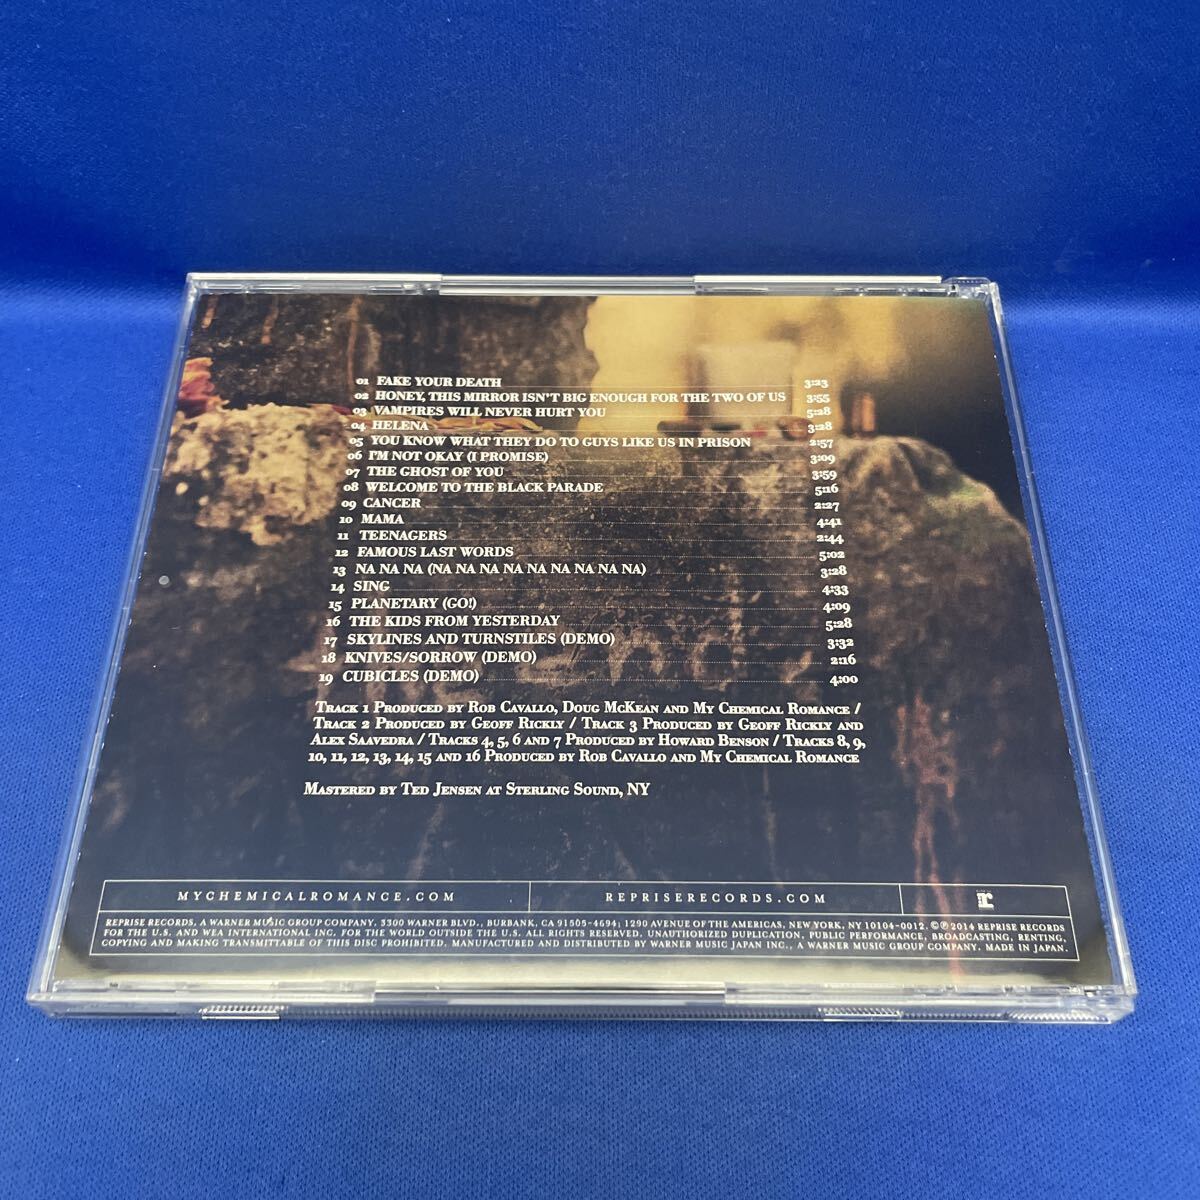 01 FAKE YOUR DEATH 3:23
02 HONEY, THIS MIRROR ISN'T BIG ENOUGH FOR THE TWO OF US 3:55
03 VAMPIRES WILL NEVER HURT YOU 5:28
04 HELENA 3:28
05 YOU KNOW WHAT THEY DO TO GUYS LIKE US IN PRISON 2:57
06 I'M NOT OKAY (I PROMISE) 3:09
07 THE GHOST OF YOU 3:59
08 WELCOME TO THE BLACK PARADE 5:16
09 CANCER 2:27
10 MAMA 4:41
11 TEENAGERS 2:44
12 FAMOUS LAST WORDS 5:02
13 NA NA NA (NA NA NA NA NA NA NA NA NA) 3:28
14 SING 4:33
15 PLANETARY (GO!) 4:09
16 THE KIDS FROM YESTERDAY 5:28
17 SKYLINES AND TURNSTILES (DEMO) 3:32
18 KNIVES/SORROW (DEMO) 2:16
19 CUBICLES (DEMO) 4:00
TRACK 1 PRODUCED BY ROB CAVALLO, DOUG MCKEAN AND MY CHEMICAL ROMANCE /
TRACK 2 PRODUCED BY GEOFF RICKLY / TRACK 3 PRODUCED BY GEOFF RICKLY AND
ALEX SAAVEDRA / TRACKS 4, 5, 6 AND 7 PRODUCED BY HOWARD BENSON / TRACKS 8, 9,
10, 11, 12, 13, 14, 15 AND 16 PRODUCED BY ROB CAVALLO AND MY CHEMICAL ROMANCE
MASTERED BY TED JENSEN AT STERLING SOUND, NY
MYCHEMICALROMANCE.COM REPRISERECORDS.COM r
REPRISE RECORDS, A WARNER MUSIC GROUP COMPANY. 3300 WARNER BLVD., BURBANK, CA 91505-4694; 1290 AVENUE OF THE AMERICAS, NEW YORK, NY 10104-0012. ©℗ 2014 REPRISE RECORDS
FOR THE U.S. AND WEA INTERNATIONAL INC. FOR THE WORLD OUTSIDE THE U.S. ALL RIGHTS RESERVED. UNAUTHORIZED DUPLICATION, PUBLIC PERFORMANCE, BROADCASTING, RENTING,
COPYING AND MAKING TRANSMITTABLE OF THIS DISC PROHIBITED. MANUFACTURED AND DISTRIBUTED BY WARNER MUSIC JAPAN INC., A WARNER MUSIC GROUP COMPANY. MADE IN JAPAN.